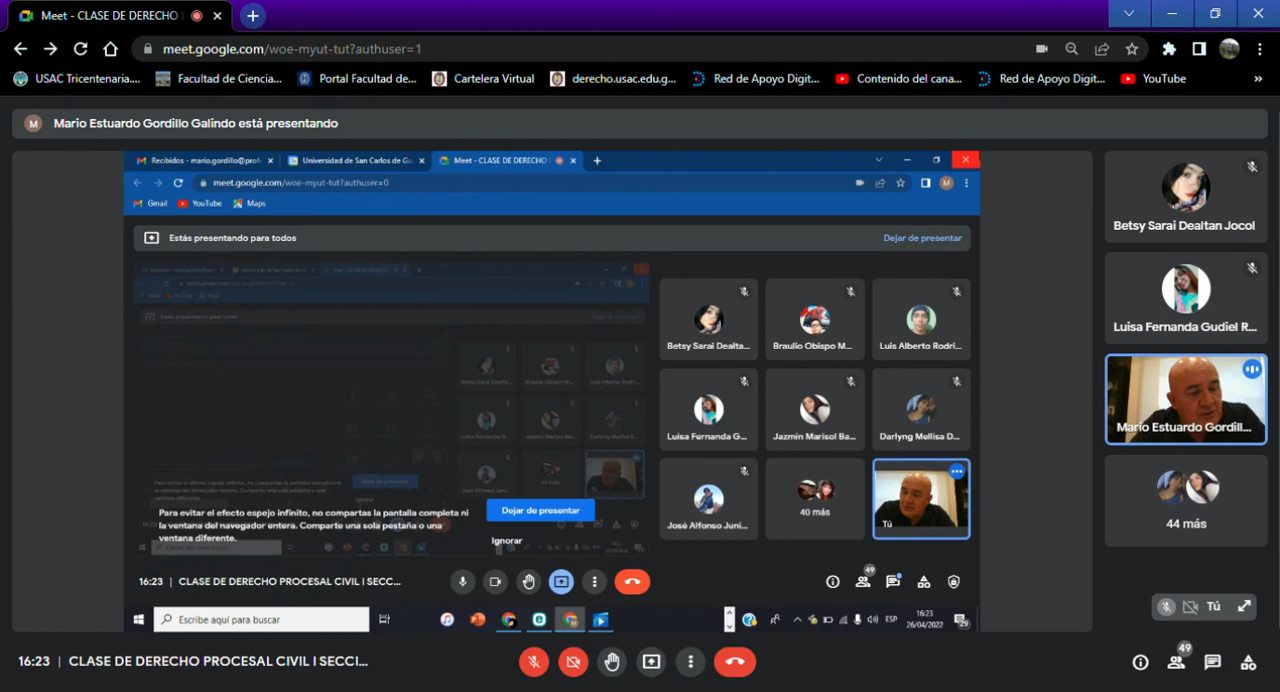 Meet - CLASE DE DERECHO
meet.google.com/woe-myut-tut?authuser=1
USAC Tricentenaria....
Facultad de Ciencia...
Portal Facultad de...
Cartelera Virtual
derecho.usac.edu.g...
Red de Apoyo Digit...
Contenido del cana...
Red de Apoyo Digit...
YouTube
»
M
Mario Estuardo Gordillo Galindo está presentando
Recibidos - mario.gordillo@prof
Universidad de San Carlos de Gu
Meet - CLASE DE DERECHO
meet.google.com/woe-myut-tut?authuser=0
M
Gmail
YouTube
Maps
Estás presentando para todos
Dejar de presentar
Betsy Sarai Dealta...
Braulio Obispo M...
Luis Alberto Rodri...
Luisa Fernanda G...
Jazmin Marisol Ba...
Darlyng Mellisa D...
José Alfonso Juni...
40 más
Tú
Para evitar el efecto espejo infinito, no compartas la pantalla completa ni
la ventana del navegador entera. Comparte una sola pestaña o una
ventana diferente.
Dejar de presentar
Ignorar
16:23 | CLASE DE DERECHO PROCESAL CIVIL I SECC...
49
Escribe aquí para buscar
ESP
16:23
26/04/2022
29
Betsy Sarai Dealtan Jocol
Luisa Fernanda Gudiel R...
Mario Estuardo Gordill...
44 más
Tú
16:23 | CLASE DE DERECHO PROCESAL CIVIL I SECCI...
49